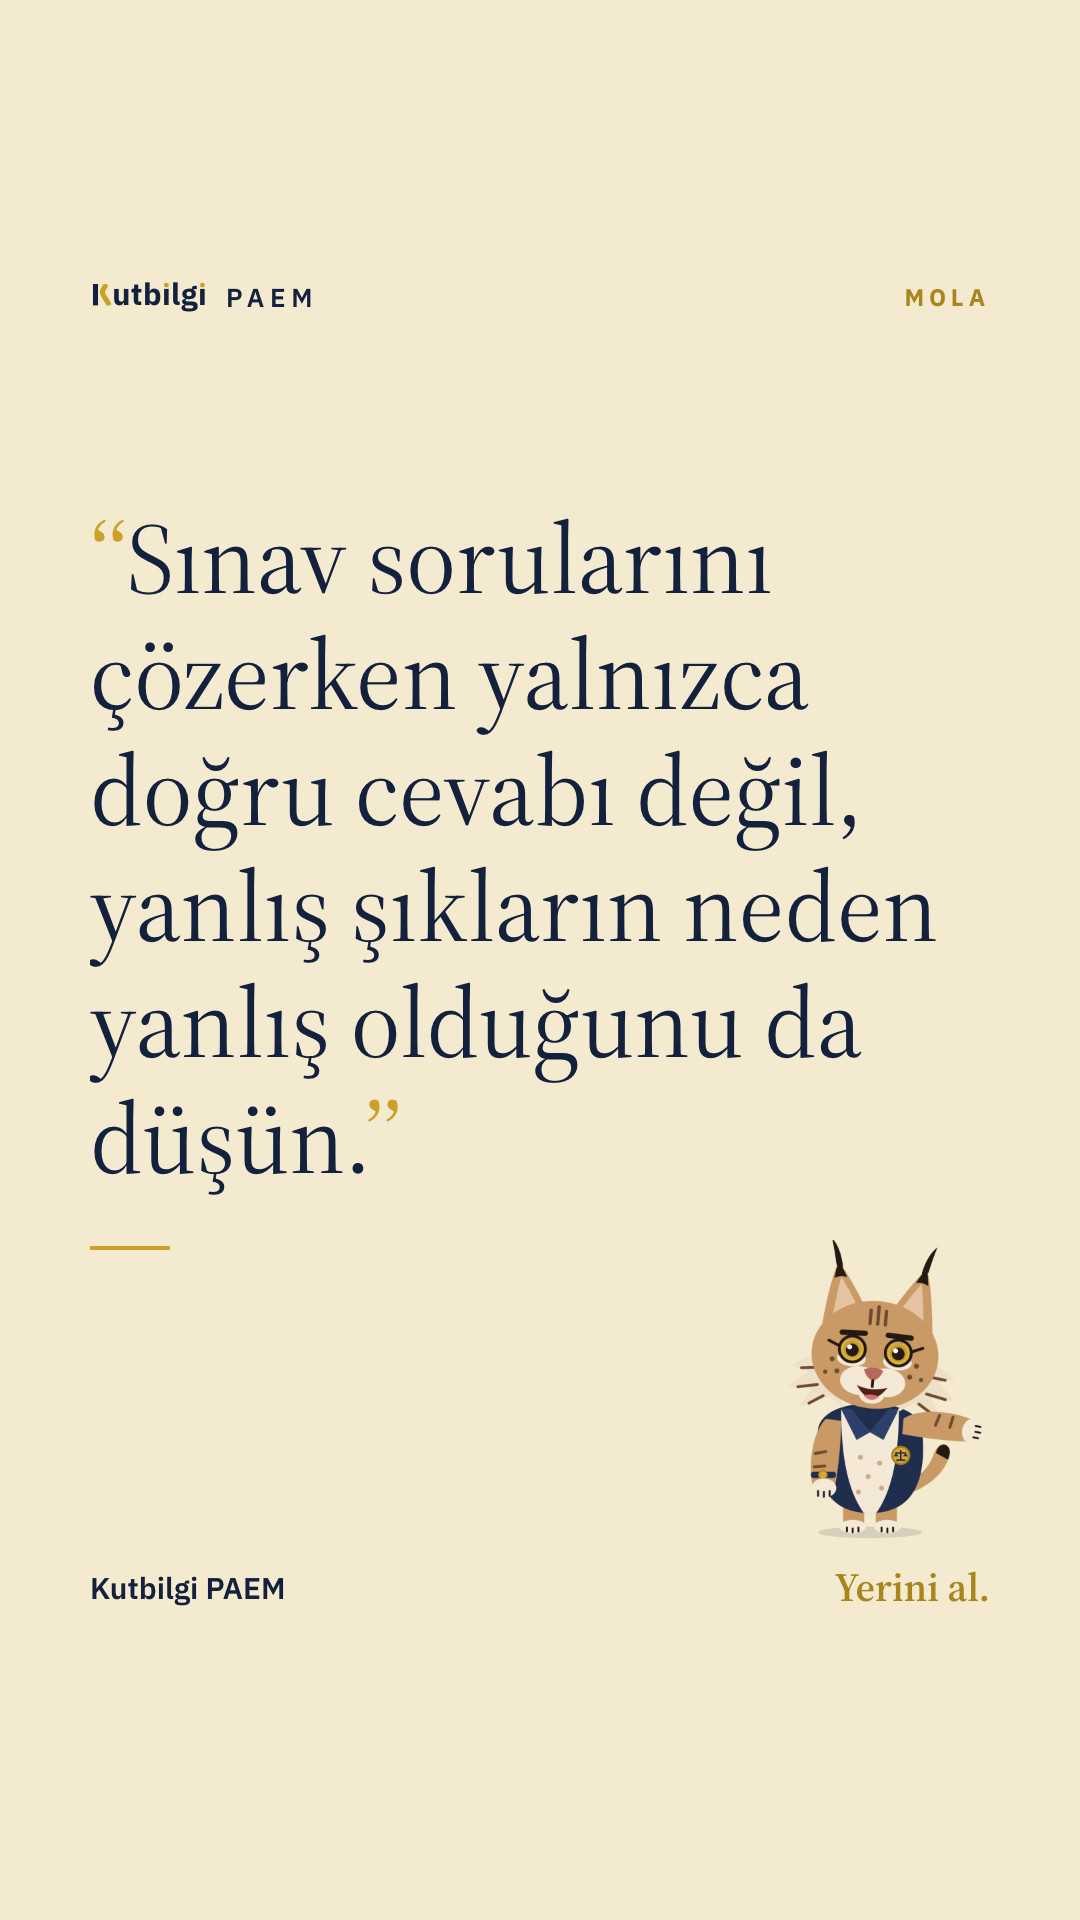 Kutbilgi PAEM
MOLA
“Sınav sorularını
çözerken yalnızca
doğru cevabı değil,
yanlış şıkların neden
yanlış olduğunu da
düşün.”
Kutbilgi PAEM
Yerini al.